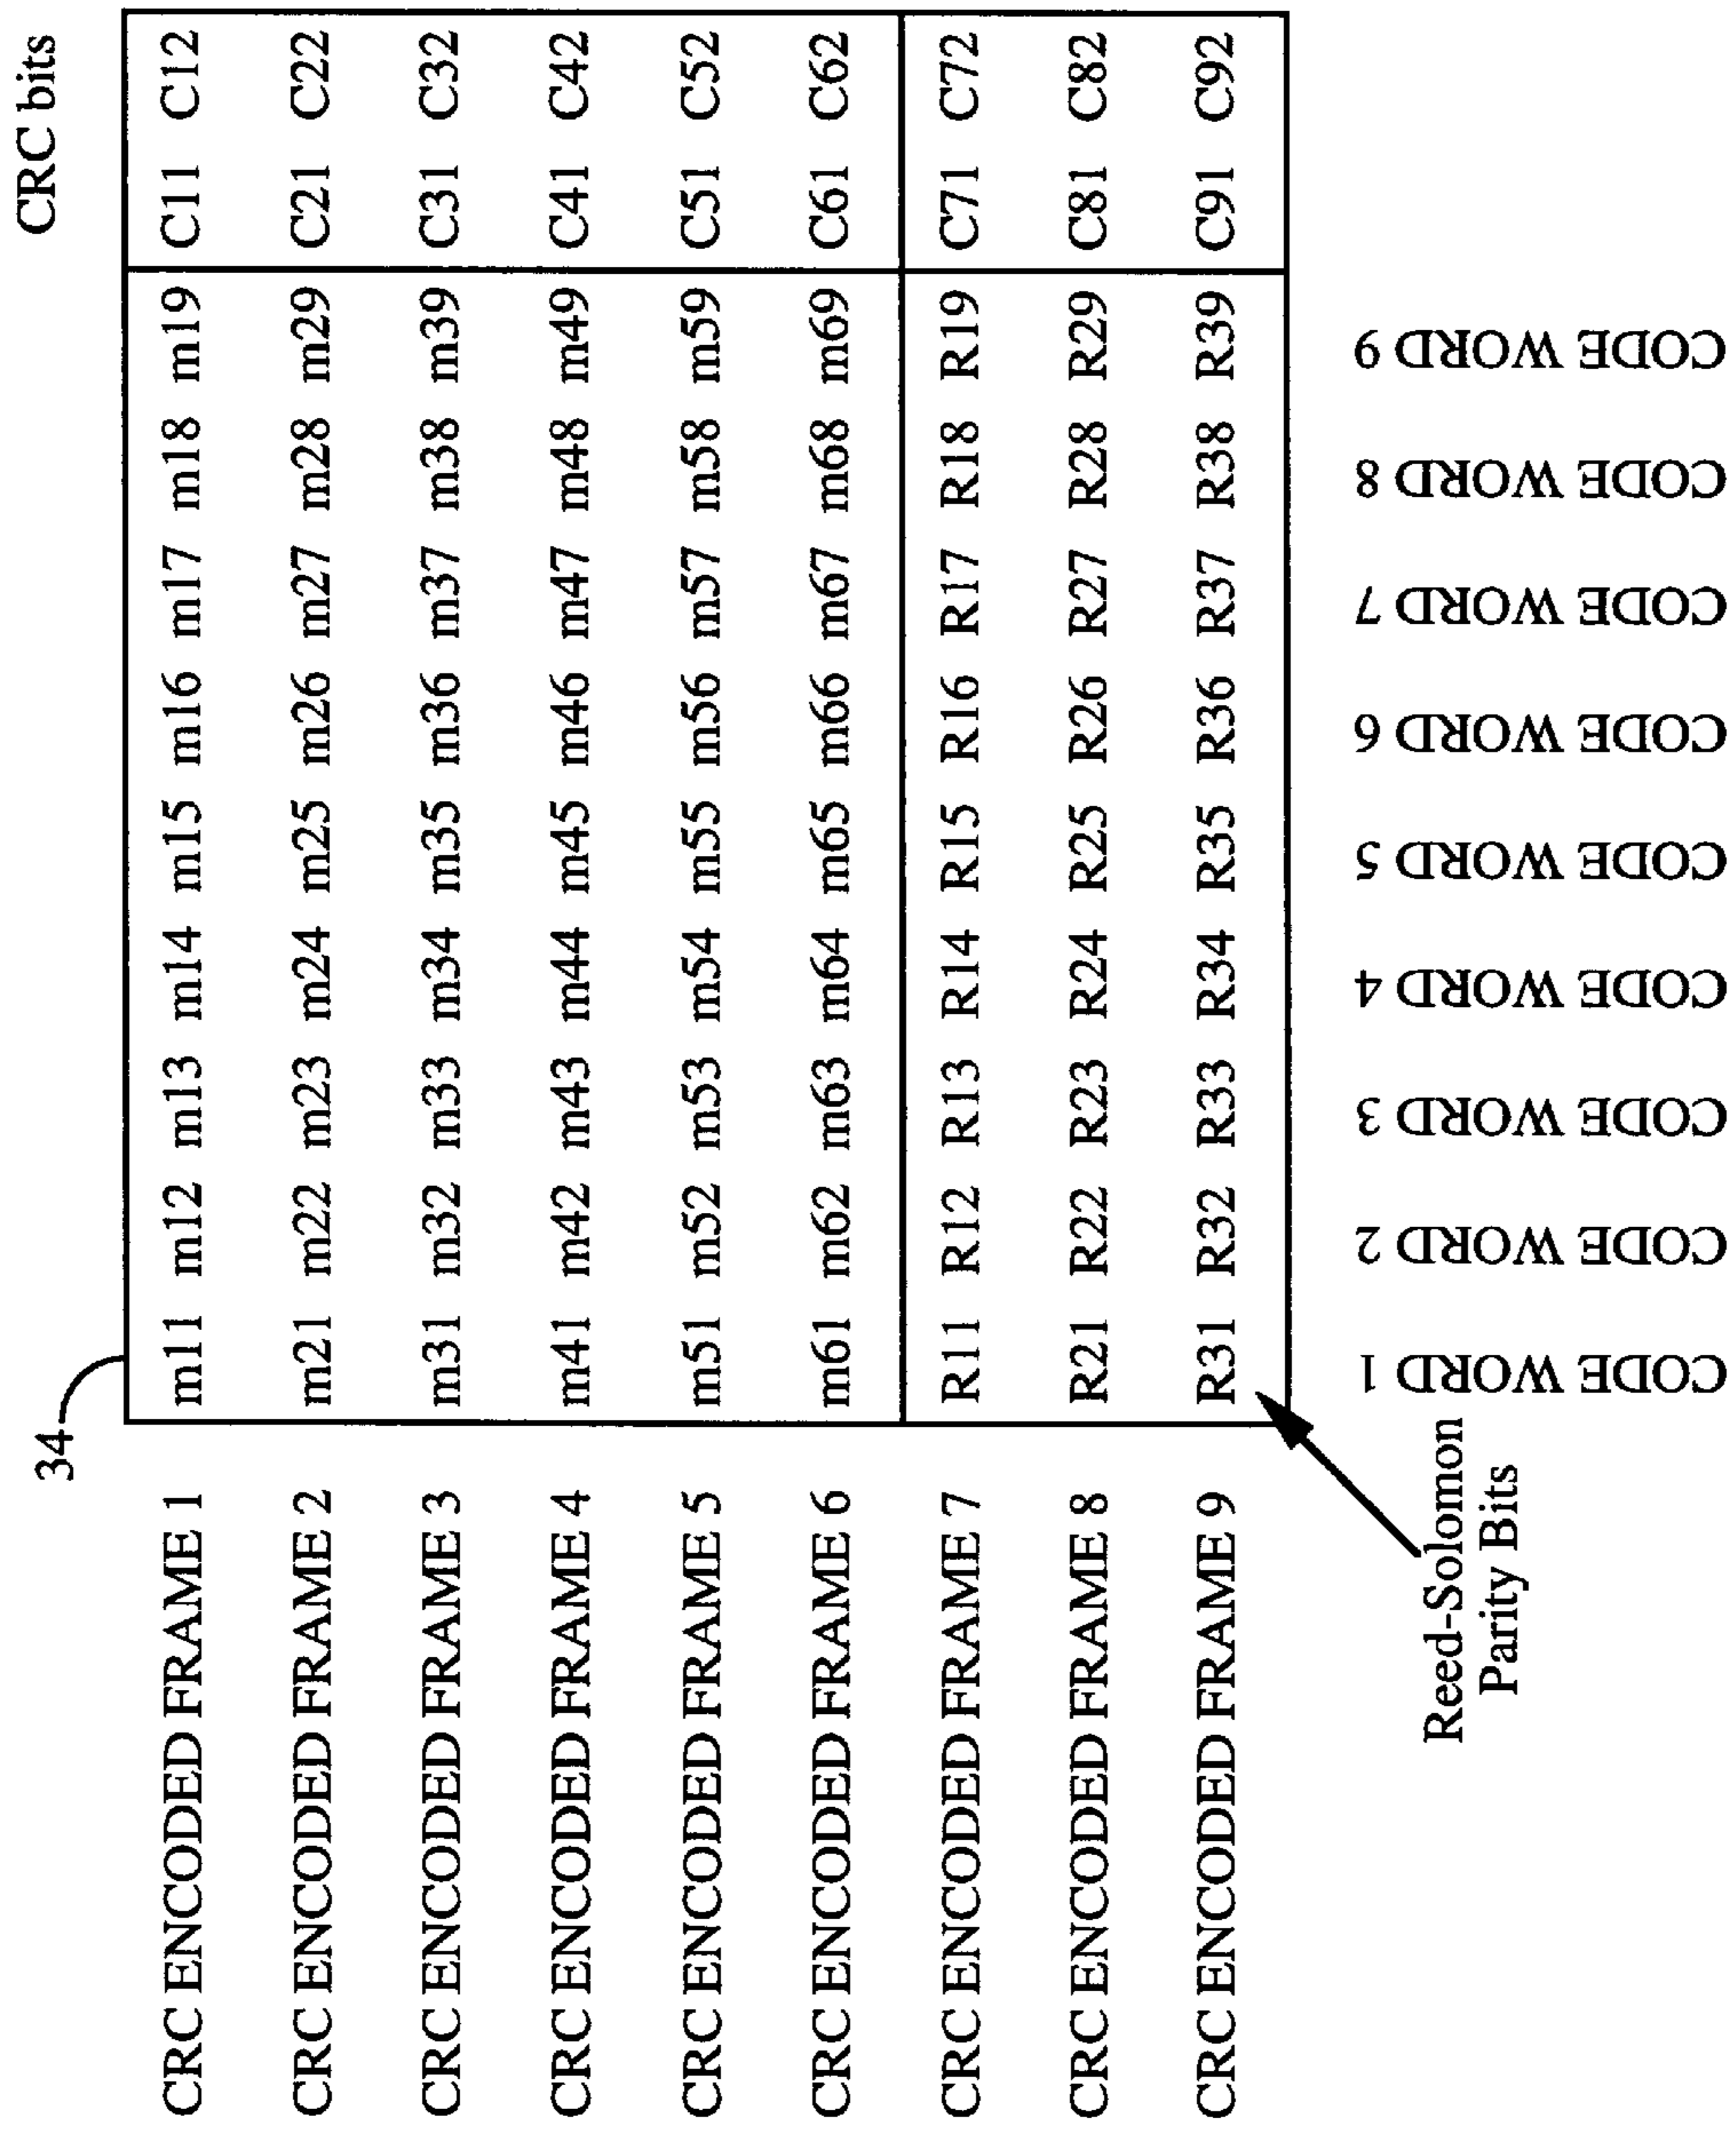 CRC bits
34
CRC ENCODED FRAME 1 m11 m12 m13 m14 m15 m16 m17 m18 m19 C11 C12
CRC ENCODED FRAME 2 m21 m22 m23 m24 m25 m26 m27 m28 m29 C21 C22
CRC ENCODED FRAME 3 m31 m32 m33 m34 m35 m36 m37 m38 m39 C31 C32
CRC ENCODED FRAME 4 m41 m42 m43 m44 m45 m46 m47 m48 m49 C41 C42
CRC ENCODED FRAME 5 m51 m52 m53 m54 m55 m56 m57 m58 m59 C51 C52
CRC ENCODED FRAME 6 m61 m62 m63 m64 m65 m66 m67 m68 m69 C61 C62
CRC ENCODED FRAME 7 R11 R12 R13 R14 R15 R16 R17 R18 R19 C71 C72
CRC ENCODED FRAME 8 R21 R22 R23 R24 R25 R26 R27 R28 R29 C81 C82
CRC ENCODED FRAME 9 R31 R32 R33 R34 R35 R36 R37 R38 R39 C91 C92
Reed-Solomon
Parity Bits
CODE WORD 1
CODE WORD 2
CODE WORD 3
CODE WORD 4
CODE WORD 5
CODE WORD 6
CODE WORD 7
CODE WORD 8
CODE WORD 9